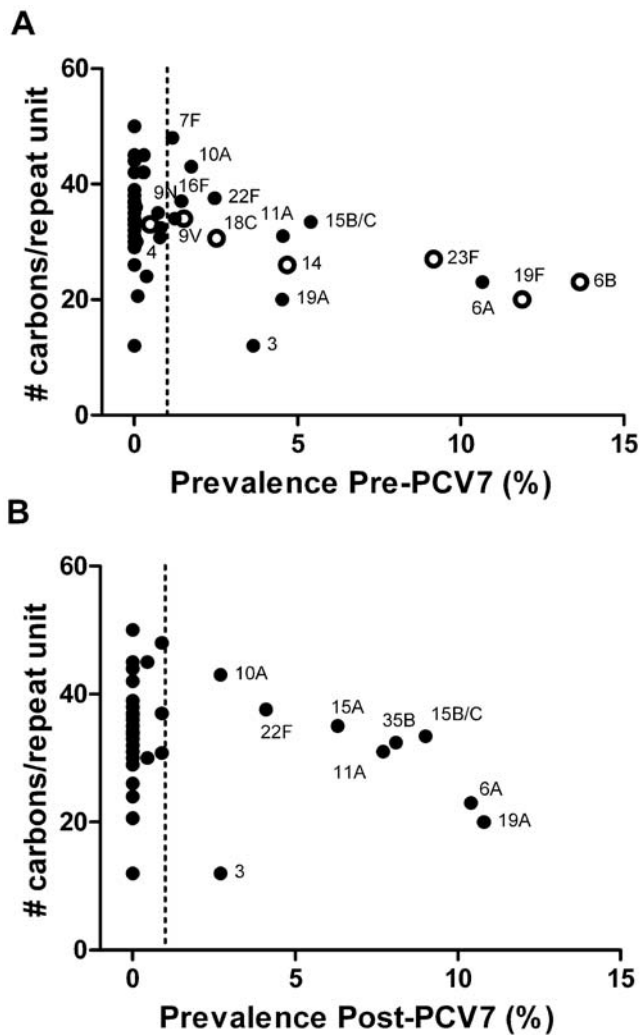 A
60
40
20
0
# carbons/repeat unit
7F
10A
9N 16F
22F
11A
15B/C
18C
4
9V
14
23F
19F
6B
19A
6A
3
0 5 10 15
Prevalence Pre-PCV7 (%)
B
60
40
20
0
# carbons/repeat unit
10A
22F
15A
35B
15B/C
11A
6A
19A
3
0 5 10 15
Prevalence Post-PCV7 (%)